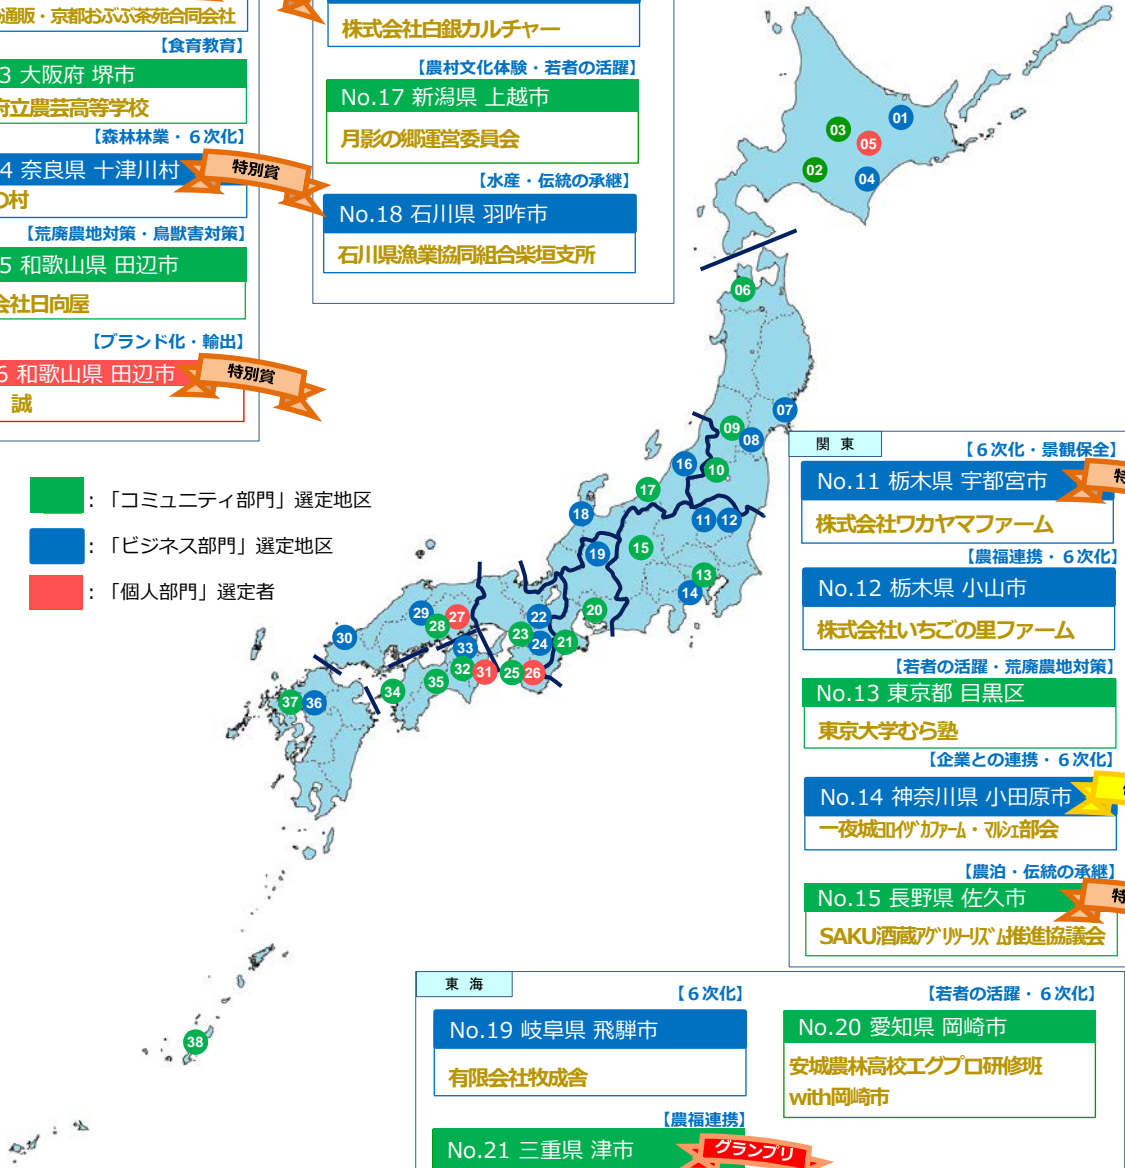 通販・京都おぶぶ茶苑合同会社
【食育教育】
3 大阪府 堺市
府立農芸高等学校
【森林林業・６次化】
4 奈良県 十津川村
特別賞
の村
【荒廃農地対策・鳥獣害対策】
5 和歌山県 田辺市
会社日向屋
【ブランド化・輸出】
6 和歌山県 田辺市
特別賞
誠
株式会社白銀カルチャー
【農村文化体験・若者の活躍】
No.17 新潟県 上越市
月影の郷運営委員会
【水産・伝統の承継】
No.18 石川県 羽咋市
石川県漁業協同組合柴垣支所
：「コミュニティ部門」選定地区
：「ビジネス部門」選定地区
：「個人部門」選定者
01
03
05
02
04
06
07
09
08
16
10
17
18
11
12
19
15
13
14
20
29
27
28
22
30
23
24
21
33
32
31
25
26
35
34
37
36
38
関 東
【６次化・景観保全】
No.11 栃木県 宇都宮市
特
株式会社ワカヤマファーム
【農福連携・６次化】
No.12 栃木県 小山市
株式会社いちごの里ファーム
【若者の活躍・荒廃農地対策】
No.13 東京都 目黒区
東京大学むら塾
【企業との連携・６次化】
No.14 神奈川県 小田原市
一夜城ﾖﾛｲﾂﾞｶﾌｧｰﾑ・ﾏﾙｼｪ部会
【農泊・伝統の承継】
No.15 長野県 佐久市
特
SAKU酒蔵ｱｸﾞﾘﾂｰﾘｽﾞﾑ推進協議会
東 海
【６次化】
No.19 岐阜県 飛騨市
有限会社牧成舎
【若者の活躍・６次化】
No.20 愛知県 岡崎市
安城農林高校エグプロ研修班
with岡崎市
【農福連携】
No.21 三重県 津市
グランプリ